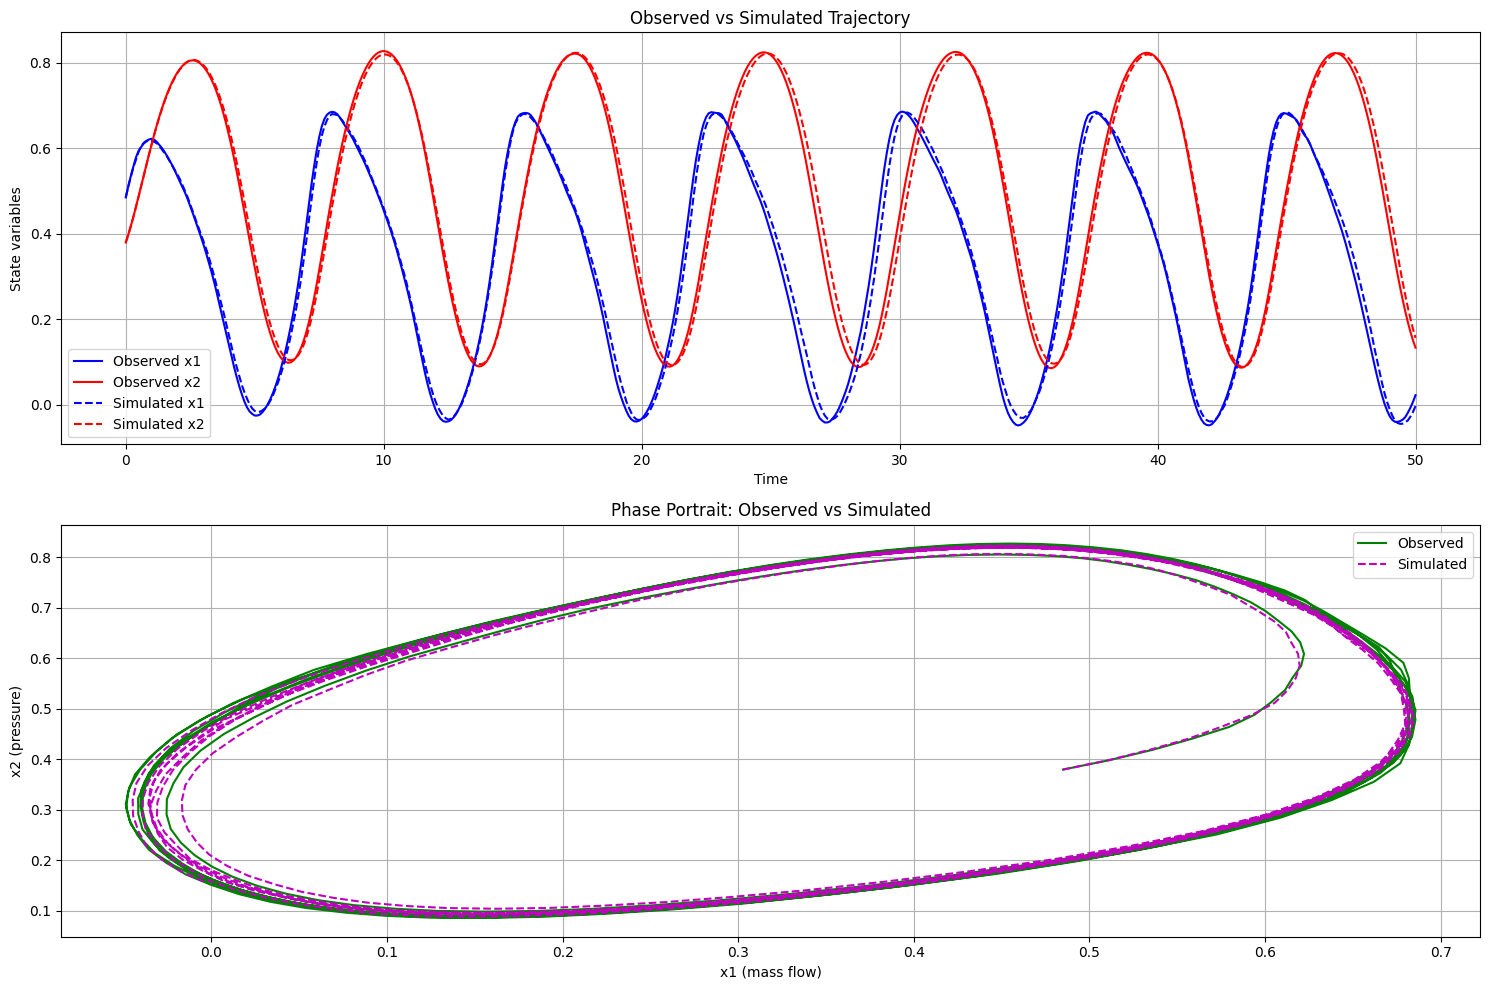 Observed vs Simulated Trajectory
State variables
0.8
0.6
0.4
0.2
0.0
Observed x1
Observed x2
Simulated x1
Simulated x2
0 10 20 30 40 50
Time
Phase Portrait: Observed vs Simulated
x2 (pressure)
0.8
0.7
0.6
0.5
0.4
0.3
0.2
0.1
Observed
Simulated
0.0 0.1 0.2 0.3 0.4 0.5 0.6 0.7
x1 (mass flow)